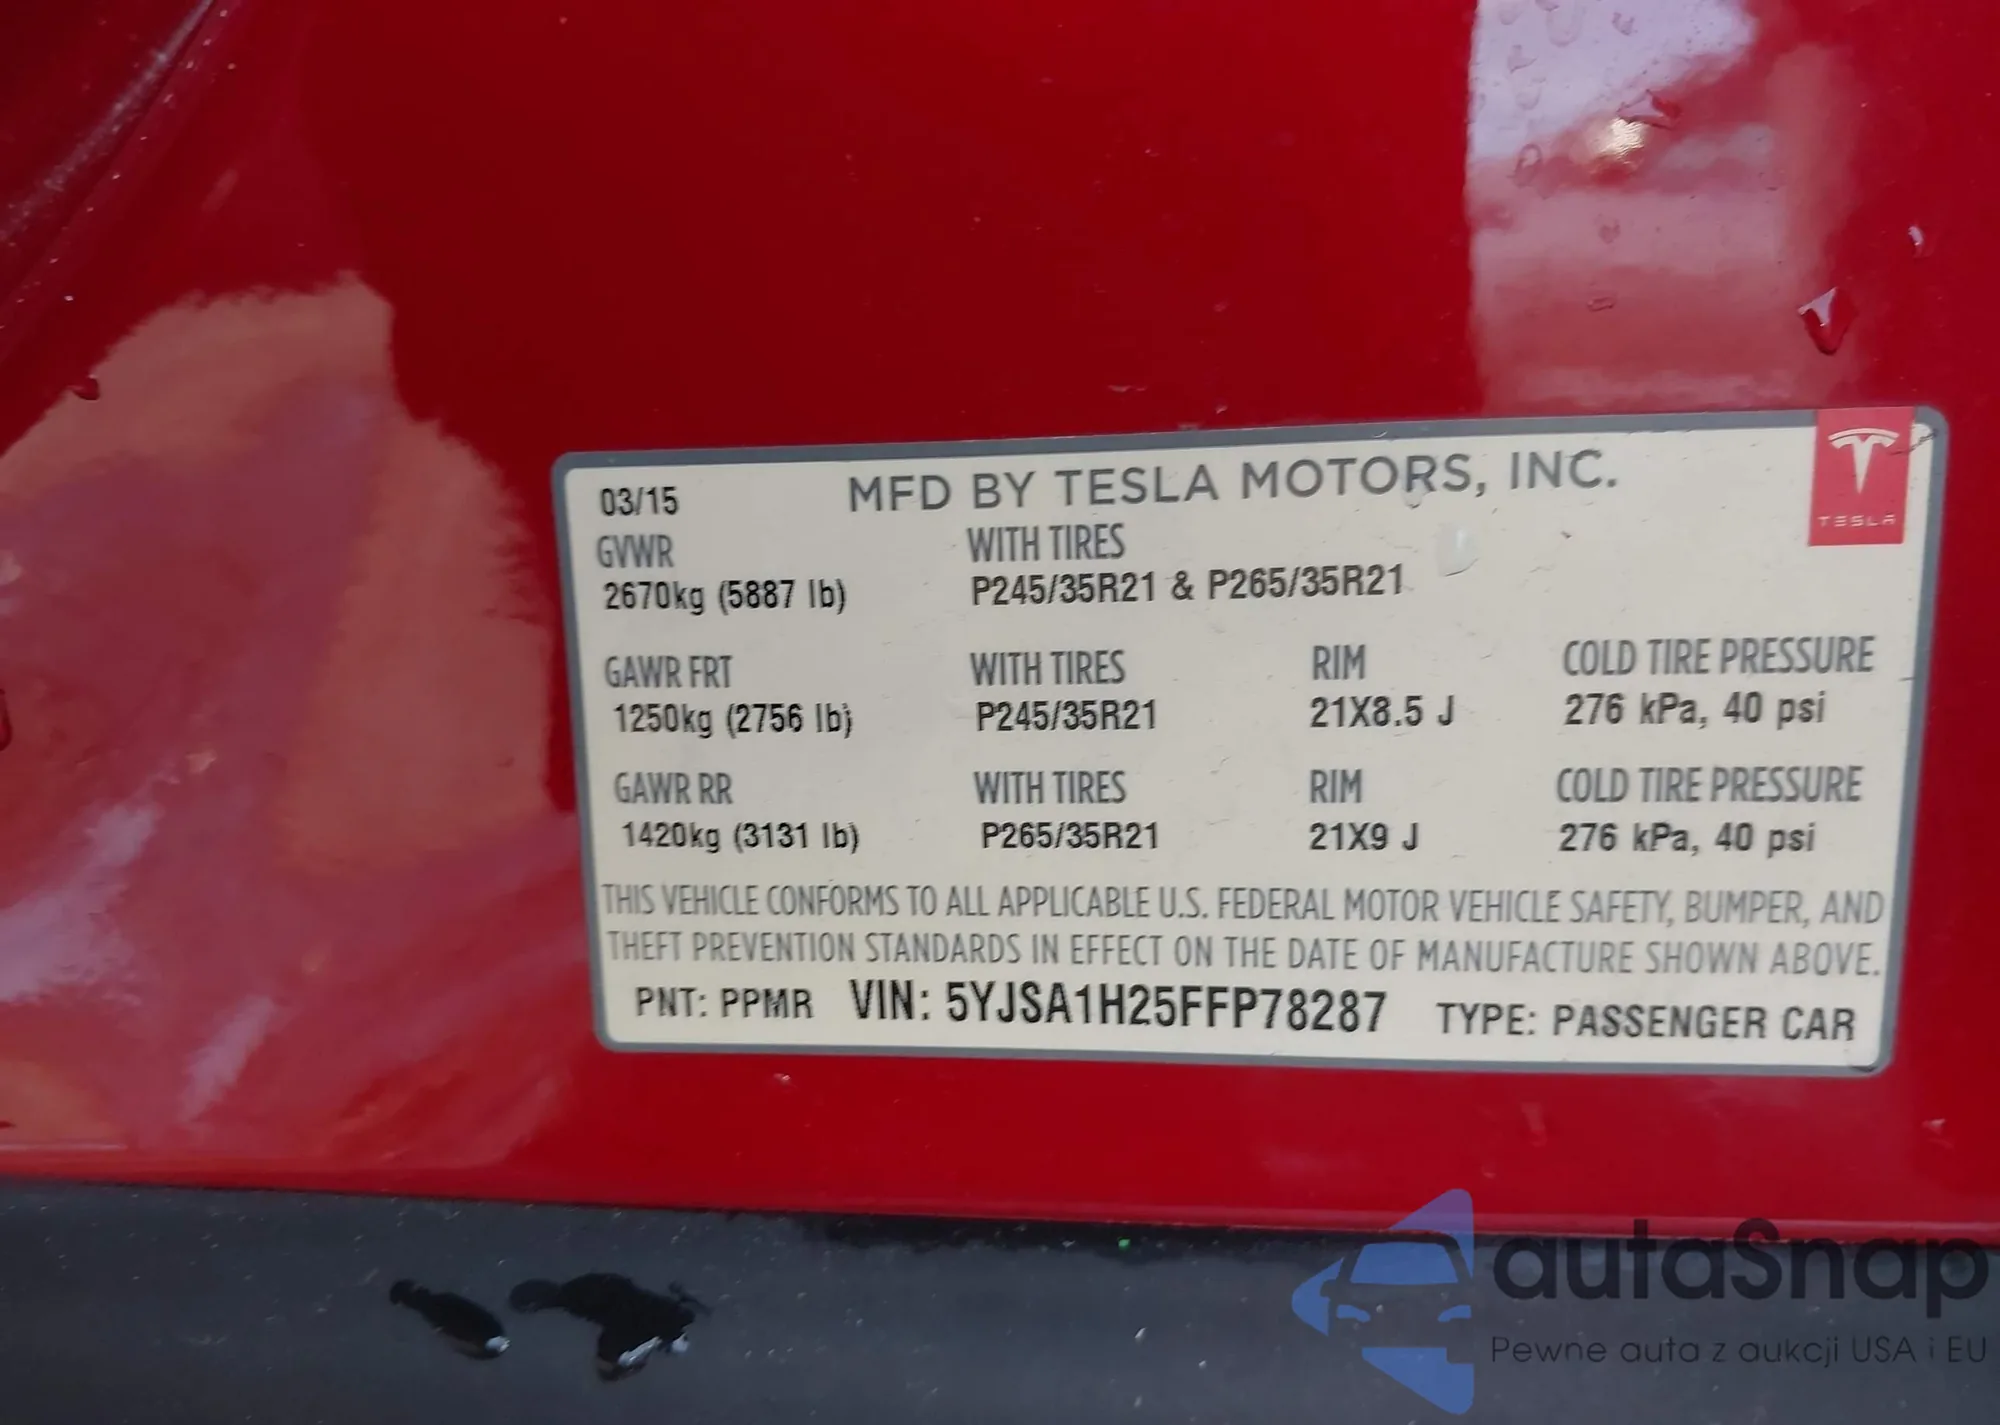 03/15 MFD BY TESLA MOTORS, INC.
TESLA
GVWR WITH TIRES
2670kg (5887 lb) P245/35R21 & P265/35R21
GAWR FRT WITH TIRES RIM COLD TIRE PRESSURE
1250kg (2756 lb) P245/35R21 21X8.5 J 276 kPa, 40 psi
GAWR RR WITH TIRES RIM COLD TIRE PRESSURE
1420kg (3131 lb) P265/35R21 21X9 J 276 kPa, 40 psi
THIS VEHICLE CONFORMS TO ALL APPLICABLE U.S. FEDERAL MOTOR VEHICLE SAFETY, BUMPER, AND
THEFT PREVENTION STANDARDS IN EFFECT ON THE DATE OF MANUFACTURE SHOWN ABOVE.
PNT: PPMR VIN: 5YJSA1H25FFP78287 TYPE: PASSENGER CAR
autaSnap
Pewne auta z aukcji USA i EU